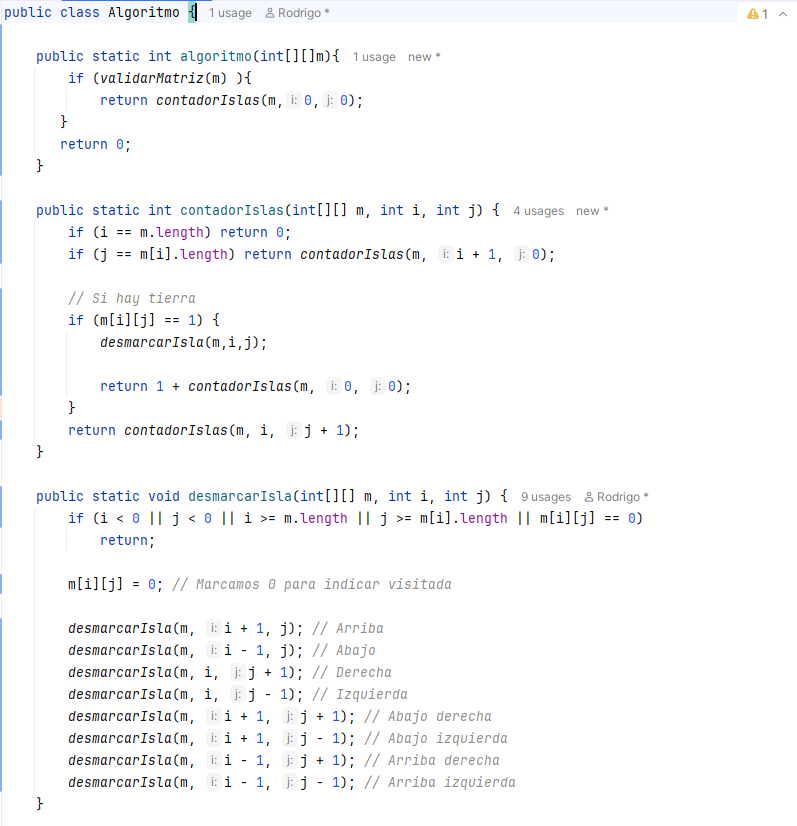 public class Algoritmo { 1 usage Rodrigo * 1
public static int algoritmo(int[][]m){ 1 usage new *
if (validarMatriz(m) ){
return contadorIslas(m, i: 0, j: 0);
}
return 0;
}
public static int contadorIslas(int[][] m, int i, int j) { 4 usages new *
if (i == m.length) return 0;
if (j == m[i].length) return contadorIslas(m, i: i + 1, j: 0);
// Si hay tierra
if (m[i][j] == 1) {
desmarcarIsla(m,i,j);
return 1 + contadorIslas(m, i: 0, j: 0);
}
return contadorIslas(m, i, j: j + 1);
}
public static void desmarcarIsla(int[][] m, int i, int j) { 9 usages Rodrigo *
if (i < 0 || j < 0 || i >= m.length || j >= m[i].length || m[i][j] == 0)
return;
m[i][j] = 0; // Marcamos 0 para indicar visitada
desmarcarIsla(m, i: i + 1, j); // Arriba
desmarcarIsla(m, i: i - 1, j); // Abajo
desmarcarIsla(m, i, j: j + 1); // Derecha
desmarcarIsla(m, i, j: j - 1); // Izquierda
desmarcarIsla(m, i: i + 1, j: j + 1); // Abajo derecha
desmarcarIsla(m, i: i + 1, j: j - 1); // Abajo izquierda
desmarcarIsla(m, i: i - 1, j: j + 1); // Arriba derecha
desmarcarIsla(m, i: i - 1, j: j - 1); // Arriba izquierda
}